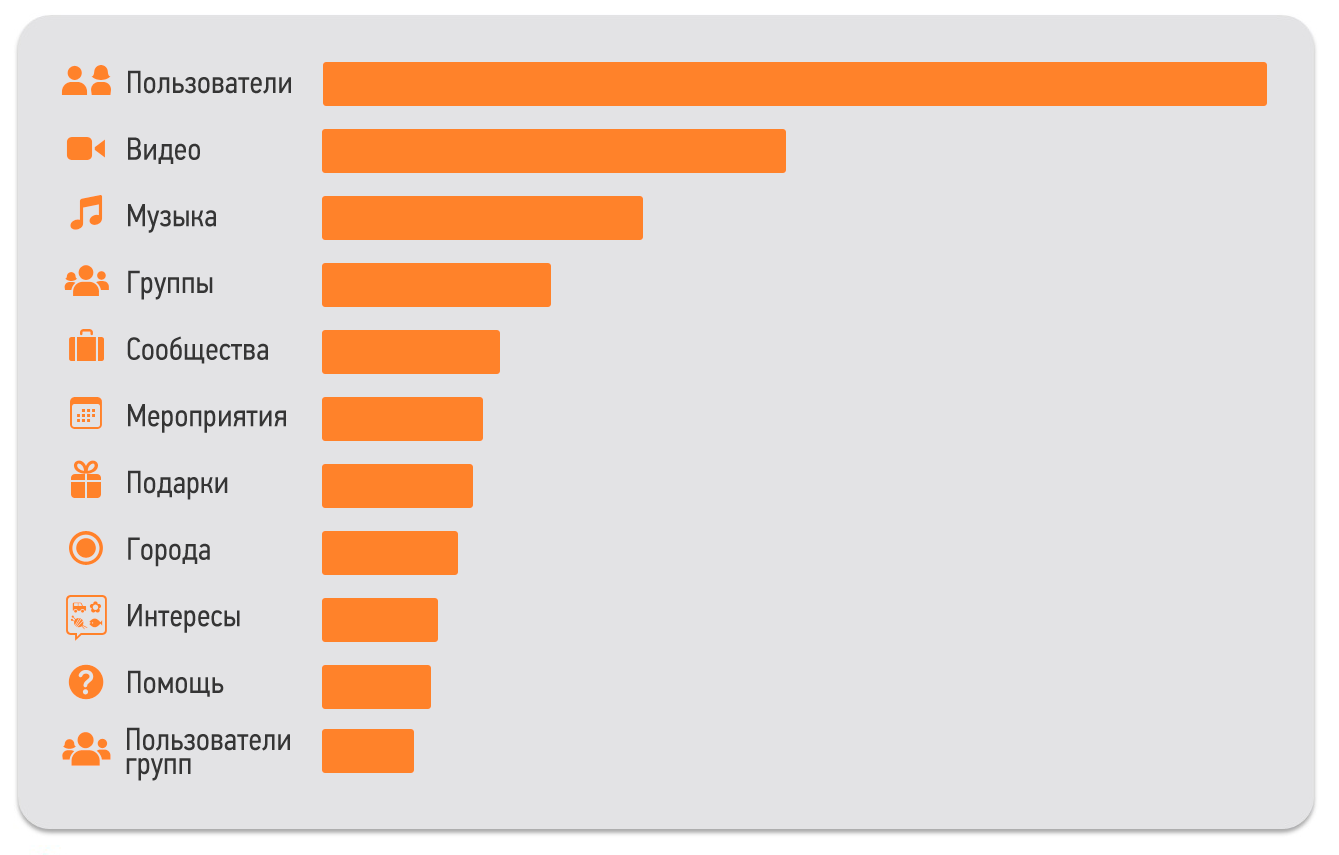 Пользователи
Видео
Музыка
Группы
Сообщества
Мероприятия
Подарки
Города
Интересы
Помощь
Пользователи
групп